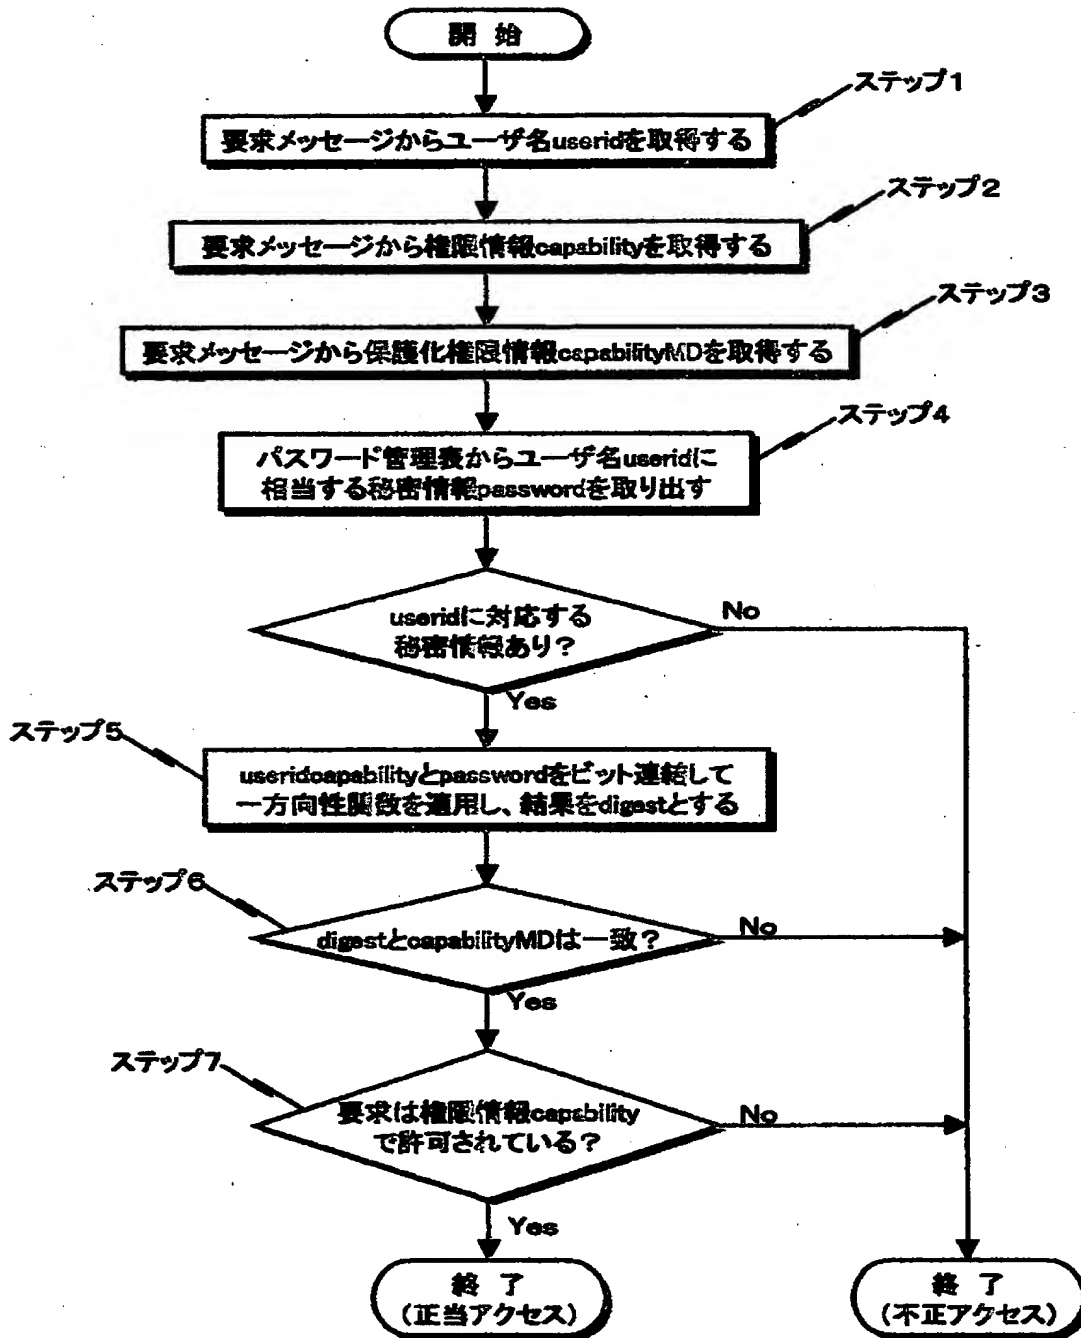 開 始
ステップ1
要求メッセージからユーザ名useridを取得する
ステップ2
要求メッセージから権限情報capabilityを取得する
ステップ3
要求メッセージから保護化権限情報capabilityMDを取得する
ステップ4
パスワード管理表からユーザ名useridに
相当する秘密情報passwordを取り出す
useridに対応する
秘密情報あり?
No
Yes
ステップ5
useridcapabilityとpasswordをビット連結して
一方向性関数を適用し、結果をdigestとする
ステップ6
digestとcapabilityMDは一致?
No
Yes
ステップ7
要求は権限情報capability
で許可されている?
No
Yes
終 了
(正当アクセス)
終 了
(不正アクセス)